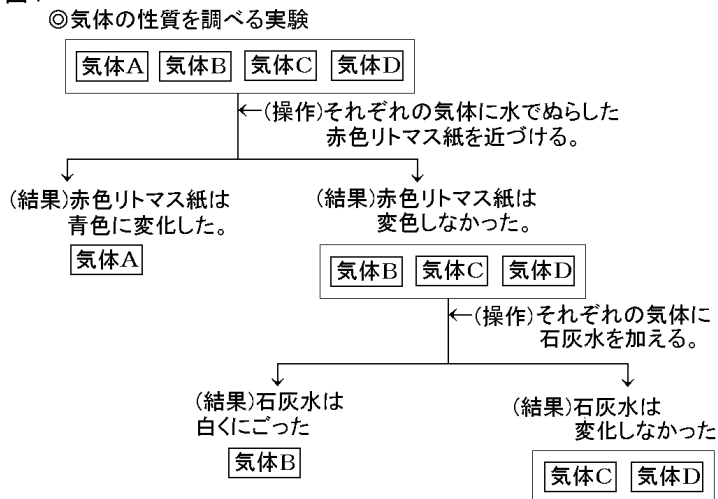 ◎気体の性質を調べる実験
気体A 気体B 気体C 気体D
←(操作)それぞれの気体に水でぬらした
赤色リトマス紙を近づける。
(結果)赤色リトマス紙は
青色に変化した。
気体A
(結果)赤色リトマス紙は
変色しなかった。
気体B 気体C 気体D
←(操作)それぞれの気体に
石灰水を加える。
(結果)石灰水は
白くにごった
気体B
(結果)石灰水は
変化しなかった
気体C 気体D